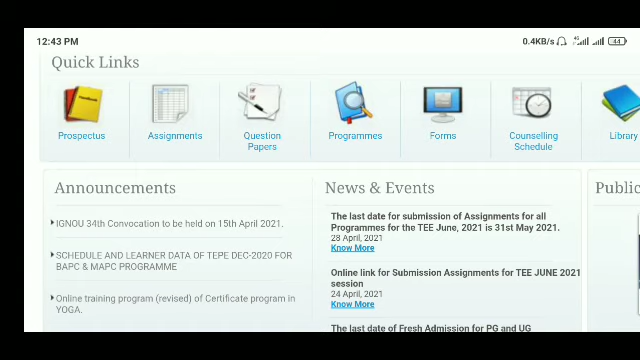 12:43 PM
0.4KB/s
4G
44
Quick Links
Prospectus
Assignments
Question
Papers
Programmes
Forms
Counselling
Schedule
Library
Announcements
IGNOU 34th Convocation to be held on 15th April 2021.
SCHEDULE AND LEARNER DATA OF TEPE DEC-2020 FOR
BAPC & MAPC PROGRAMME
Online training program (revised) of Certificate program in
YOGA.
News & Events
The last date for submission of Assignments for all
Programmes for the TEE June, 2021 is 31st May 2021.
28 April, 2021
Know More
Online link for Submission Assignments for TEE JUNE 2021
session
24 April, 2021
Know More
The last date of Fresh Admission for PG and UG
Public